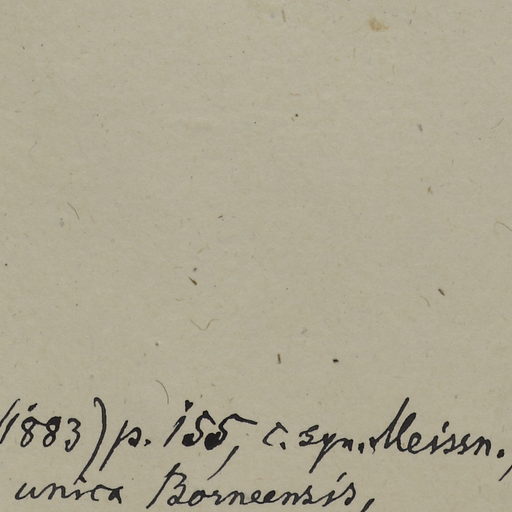 (1883) p. 155, c. syn. Meissn.,
unica Borneensis,